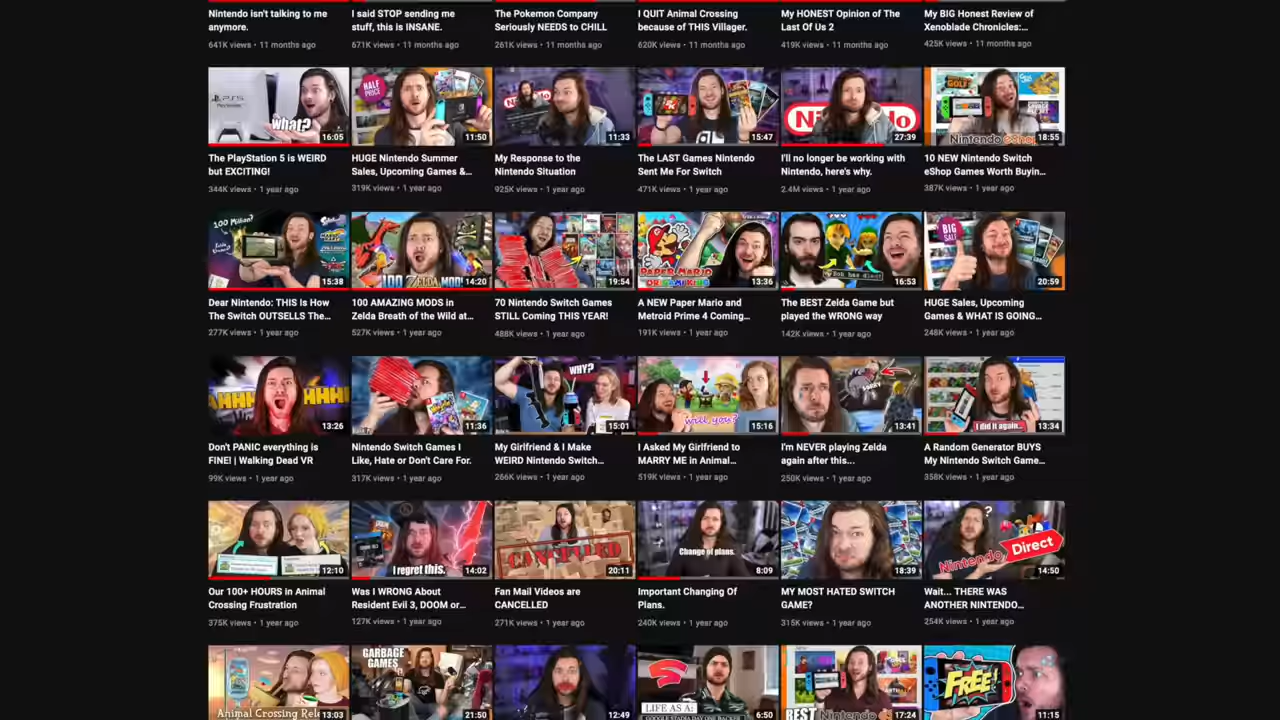 Nintendo isn't talking to me
anymore.
641K views • 11 months ago
I said STOP sending me
stuff, this is INSANE.
671K views • 11 months ago
The Pokemon Company
Seriously NEEDS to CHILL
261K views • 11 months ago
I QUIT Animal Crossing
because of THIS Villager.
620K views • 11 months ago
My HONEST Opinion of The
Last Of Us 2
419K views • 11 months ago
My BIG Honest Review of
Xenoblade Chronicles:...
425K views • 11 months ago
PS5
what?
16:05
The PlayStation 5 is WEIRD
but EXCITING!
344K views • 1 year ago
HALF
PRICE
11:50
HUGE Nintendo Summer
Sales, Upcoming Games &...
319K views • 1 year ago
11:33
My Response to the
Nintendo Situation
925K views • 1 year ago
15:47
The LAST Games Nintendo
Sent Me For Switch
471K views • 1 year ago
27:39
I'll no longer be working with
Nintendo, here's why.
2.4M views • 1 year ago
GOLF
Nintendo
18:55
10 NEW Nintendo Switch
eShop Games Worth Buyin...
387K views • 1 year ago
100 Million?
15:38
Dear Nintendo: THIS Is How
The Switch OUTSELLS The...
277K views • 1 year ago
100 ZELDA MODS
14:20
100 AMAZING MODS in
Zelda Breath of the Wild at...
527K views • 1 year ago
19:54
70 Nintendo Switch Games
STILL Coming THIS YEAR!
488K views • 1 year ago
PAPER MARIO
ORIGAMI KING
13:36
A NEW Paper Mario and
Metroid Prime 4 Coming...
191K views • 1 year ago
16:53
The BEST Zelda Game but
played the WRONG way
142K views • 1 year ago
BIG
SALE
20:59
HUGE Sales, Upcoming
Games & WHAT IS GOING...
248K views • 1 year ago
13:26
Don't PANIC everything is
FINE! | Walking Dead VR
99K views • 1 year ago
11:36
Nintendo Switch Games I
Like, Hate or Don't Care For.
317K views • 1 year ago
WHY?
15:01
My Girlfriend & I Make
WEIRD Nintendo Switch...
266K views • 1 year ago
will you?
15:16
I Asked My Girlfriend to
MARRY ME in Animal...
519K views • 1 year ago
SORRY
13:41
I'm NEVER playing Zelda
again after this...
250K views • 1 year ago
I did it again...
13:34
A Random Generator BUYS
My Nintendo Switch Game...
358K views • 1 year ago
12:10
Our 100+ HOURS in Animal
Crossing Frustration
375K views • 1 year ago
I regret this.
14:02
Was I WRONG About
Resident Evil 3, DOOM or...
127K views • 1 year ago
CANCELLED
20:11
Fan Mail Videos are
CANCELLED
271K views • 1 year ago
Change of plans.
8:09
Important Changing Of
Plans.
240K views • 1 year ago
18:39
MY MOST HATED SWITCH
GAME?
315K views • 1 year ago
?
Nintendo Direct
14:50
Wait... THERE WAS
ANOTHER NINTENDO...
254K views • 1 year ago
Animal Crossing
13:03
GARBAGE
GAMES
21:50
12:49
LIFE AS A:
GOOGLE STADIA DAY ONE BACKER
6:50
BEST Nintendo
17:24
FREE!
11:15